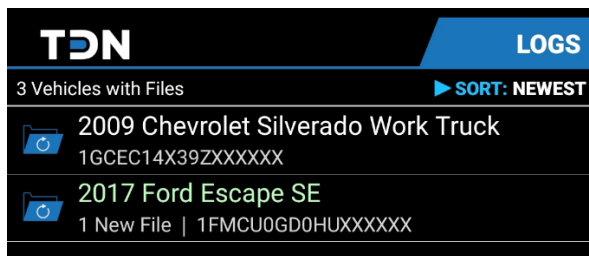 TDN
LOGS
3 Vehicles with Files
SORT: NEWEST
2009 Chevrolet Silverado Work Truck
1GCEC14X39ZXXXXXX
2017 Ford Escape SE
1 New File | 1FMCU0GD0HUXXXXXX